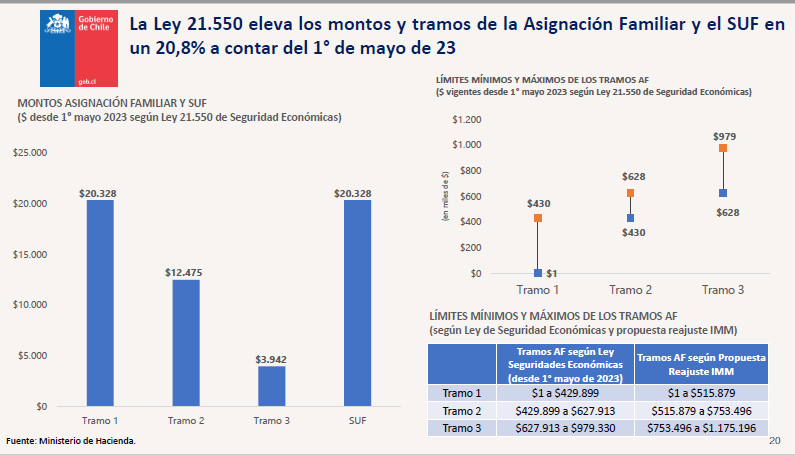 Gobierno
de Chile
gob.cl
La Ley 21.550 eleva los montos y tramos de la Asignación Familiar y el SUF en
un 20,8% a contar del 1° de mayo de 23
MONTOS ASIGNACIÓN FAMILIAR Y SUF
($ desde 1° mayo 2023 según Ley 21.550 de Seguridad Económicas)
$25.000
$20.000
$15.000
$10.000
$5.000
$0
$20.328
$12.475
$3.942
$20.328
Tramo 1
Tramo 2
Tramo 3
SUF
LÍMITES MÍNIMOS Y MÁXIMOS DE LOS TRAMOS AF
($ vigentes desde 1° mayo 2023 según Ley 21.550 de Seguridad Económicas)
(en miles de $)
$1.200
$1.000
$800
$600
$400
$200
$0
$430
$1
$628
$430
$979
$628
Tramo 1
Tramo 2
Tramo 3
LÍMITES MÍNIMOS Y MÁXIMOS DE LOS TRAMOS AF
(según Ley de Seguridad Económicas y propuesta reajuste IMM)
Tramos AF según Ley
Seguridades Económicas
(desde 1° mayo de 2023)
Tramos AF según Propuesta
Reajuste IMM
Tramo 1 $1 a $429.899 $1 a $515.879
Tramo 2 $429.899 a $627.913 $515.879 a $753.496
Tramo 3 $627.913 a $979.330 $753.496 a $1.175.196
Fuente: Ministerio de Hacienda.
20